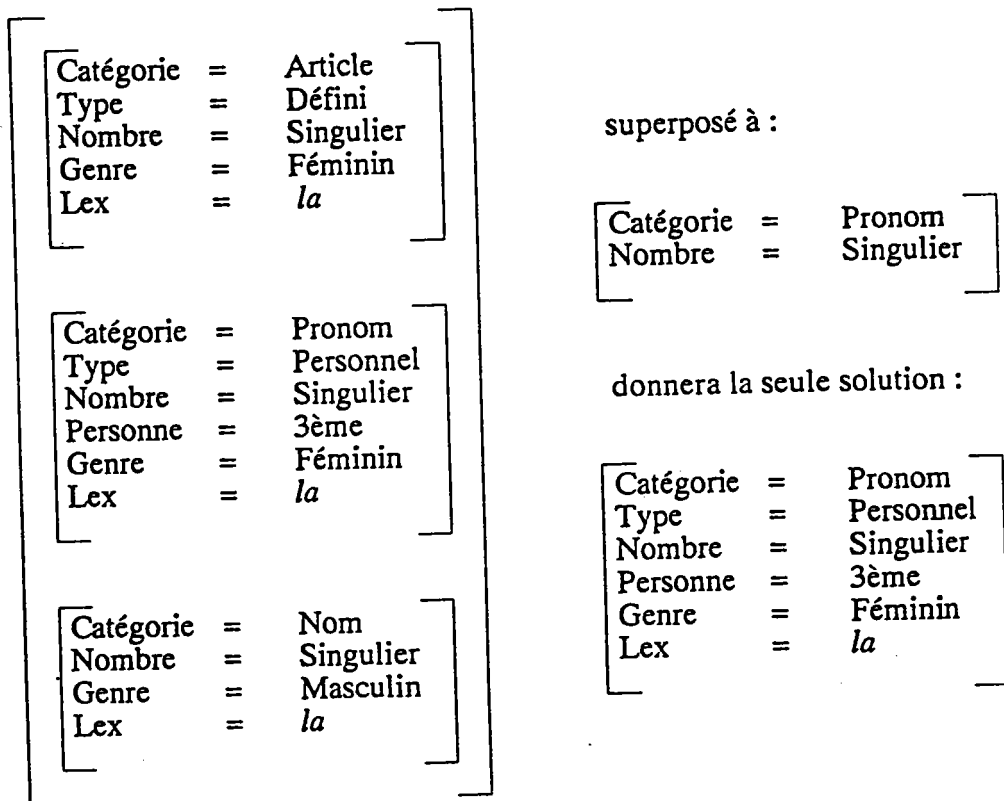 Catégorie = Article
Type = Défini
Nombre = Singulier
Genre = Féminin
Lex = la
Catégorie = Pronom
Type = Personnel
Nombre = Singulier
Personne = 3ème
Genre = Féminin
Lex = la
Catégorie = Nom
Nombre = Singulier
Genre = Masculin
Lex = la
superposé à :
Catégorie = Pronom
Nombre = Singulier
donnera la seule solution :
Catégorie = Pronom
Type = Personnel
Nombre = Singulier
Personne = 3ème
Genre = Féminin
Lex = la